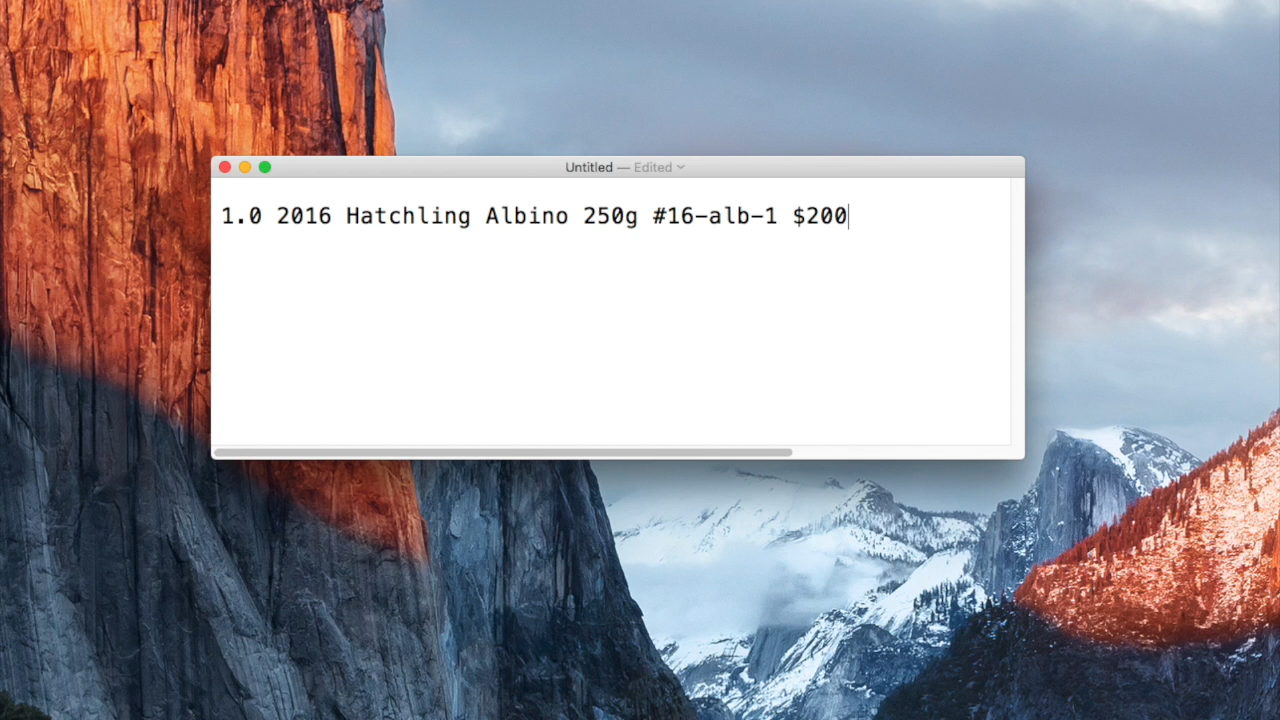 Untitled — Edited
1.0 2016 Hatchling Albino 250g #16-alb-1 $200